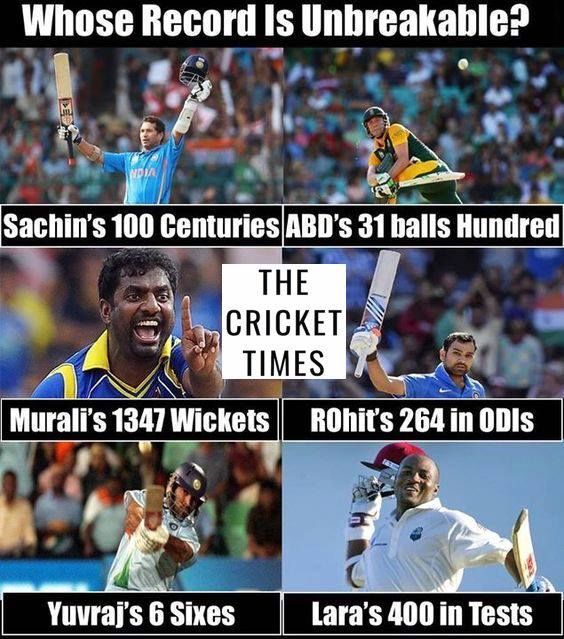 Whose Record Is Unbreakable?
INDIA
Sachin's 100 Centuries
ABD's 31 balls Hundred
THE
CRICKET
TIMES
Murali's 1347 Wickets
ROhit's 264 in ODIs
Yuvraj's 6 Sixes
Lara's 400 in Tests